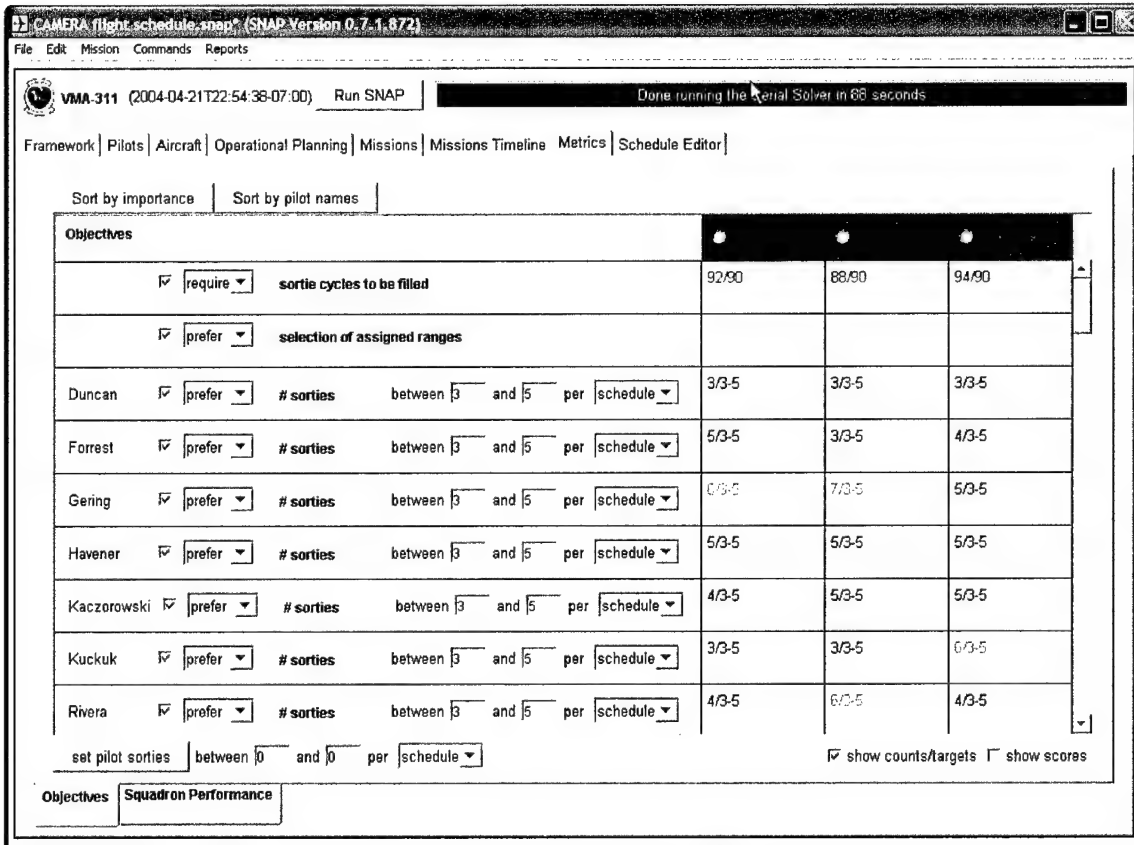 CAMERA flight.schedule.snap* (SNAP Version 0.7.1.872)
File Edit Mission Commands Reports
VMA-311 (2004-04-21T22:54:38-07:00) Run SNAP Done running the Aerial Solver in 88 seconds
Framework Pilots Aircraft Operational Planning Missions Missions Timeline Metrics Schedule Editor
Sort by importance Sort by pilot names
Objectives
require sortie cycles to be filled 92/90 88/90 94/90
prefer selection of assigned ranges
Duncan prefer # sorties between 3 and 5 per schedule 3/3-5 3/3-5 3/3-5
Forrest prefer # sorties between 3 and 5 per schedule 5/3-5 3/3-5 4/3-5
Gering prefer # sorties between 3 and 5 per schedule 6/3-5 7/3-5 5/3-5
Havener prefer # sorties between 3 and 5 per schedule 5/3-5 5/3-5 5/3-5
Kaczorowski prefer # sorties between 3 and 5 per schedule 4/3-5 5/3-5 5/3-5
Kuckuk prefer # sorties between 3 and 5 per schedule 3/3-5 3/3-5 6/3-5
Rivera prefer # sorties between 3 and 5 per schedule 4/3-5 6/3-5 4/3-5
set pilot sorties between 0 and 0 per schedule show counts/targets show scores
Objectives Squadron Performance